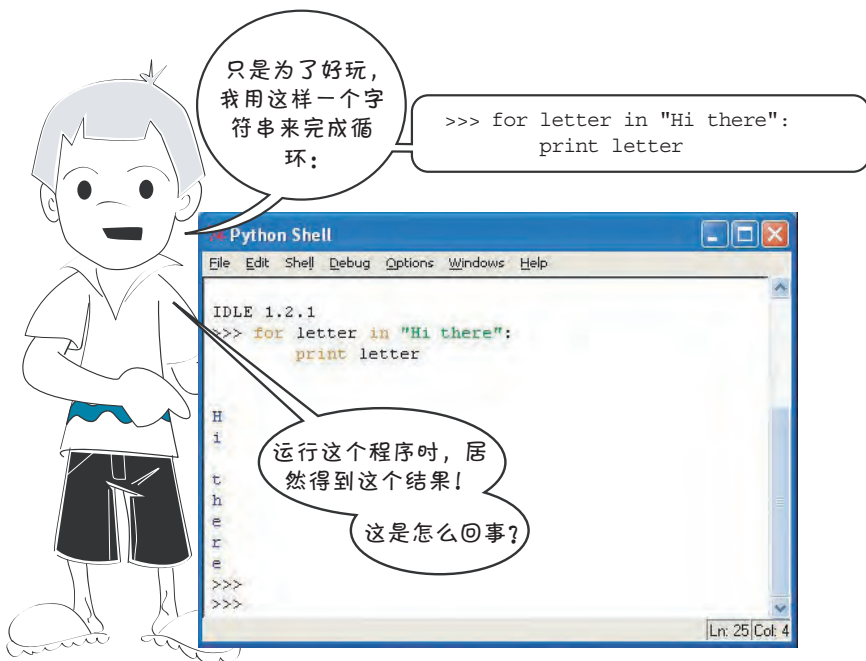 只是为了好玩，
我用这样一个字
符串来完成循
环：
>>> for letter in "Hi there":
        print letter
Python Shell
File Edit Shell Debug Options Windows Help
IDLE 1.2.1
>>> for letter in "Hi there":
        print letter
H
i
t
h
e
r
e
>>>
>>>
运行这个程序时，居
然得到这个结果！
这是怎么回事？
Ln: 25 Col: 4